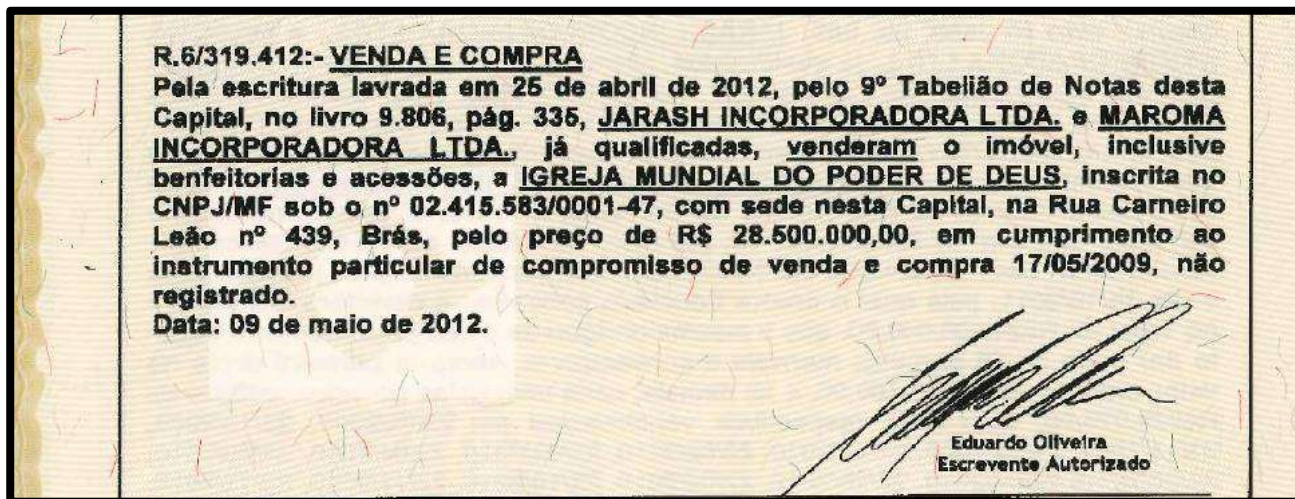 R.6/319.412:- VENDA E COMPRA
Pela escritura lavrada em 25 de abril de 2012, pelo 9º Tabelião de Notas desta
Capital, no livro 9.806, pág. 335, JARASH INCORPORADORA LTDA. e MAROMA
INCORPORADORA LTDA., já qualificadas, venderam o imóvel, inclusive
benfeitorias e acessões, a IGREJA MUNDIAL DO PODER DE DEUS, inscrita no
CNPJ/MF sob o nº 02.415.583/0001-47, com sede nesta Capital, na Rua Carneiro
Leão nº 439, Brás, pelo preço de R$ 28.500.000,00, em cumprimento ao
instrumento particular de compromisso de venda e compra 17/05/2009, não
registrado.
Data: 09 de maio de 2012.
Eduardo Oliveira
Escrevente Autorizado